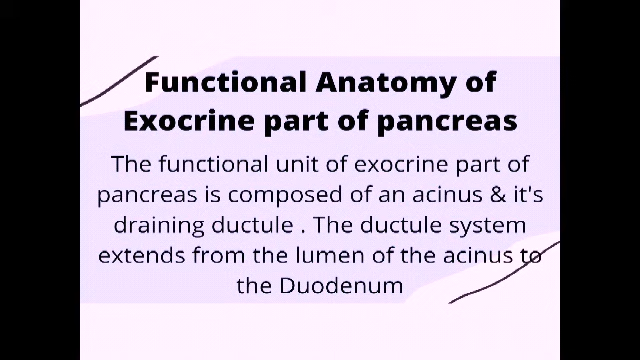 Functional Anatomy of
Exocrine part of pancreas
The functional unit of exocrine part of
pancreas is composed of an acinus & it's
draining ductule . The ductule system
extends from the lumen of the acinus to
the Duodenum